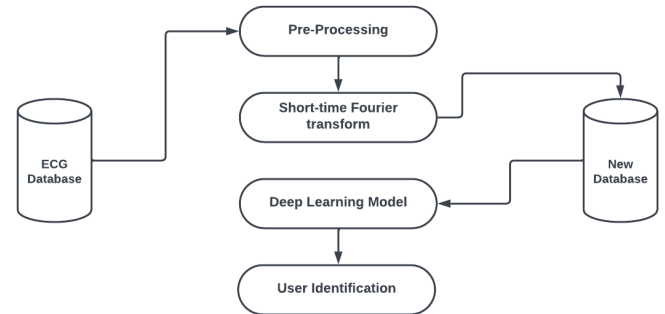 Pre-Processing
Short-time Fourier
transform
ECG
Database
New
Database
Deep Learning Model
User Identification